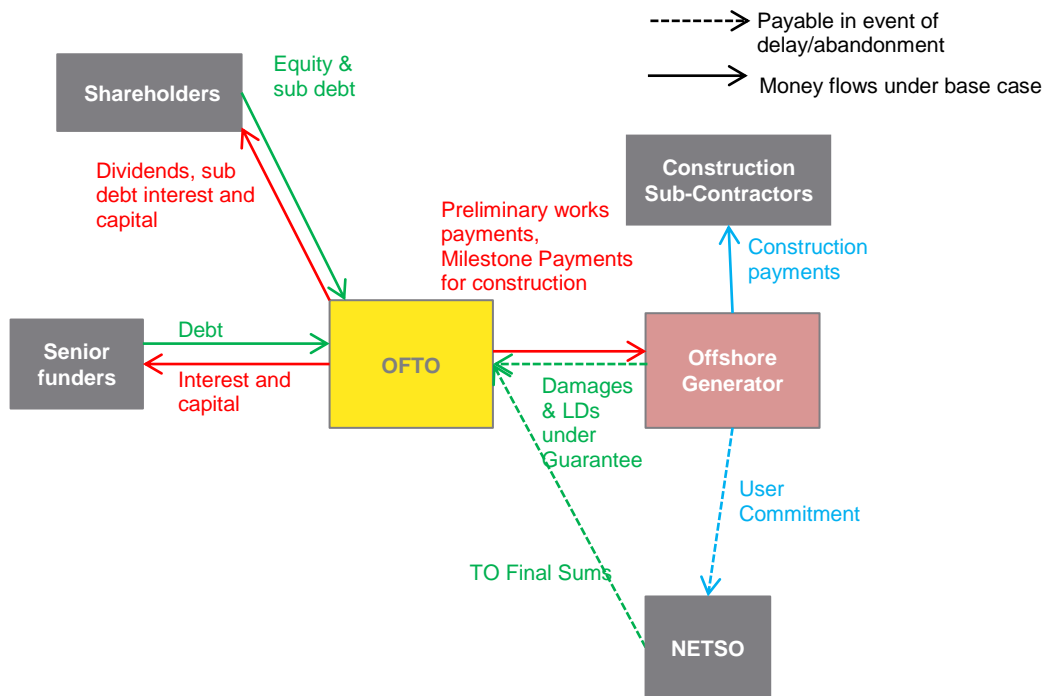 Payable in event of
delay/abandonment
Money flows under base case
Equity &
sub debt
Shareholders
Dividends, sub
debt interest and
capital
Construction
Sub-Contractors
Preliminary works
payments,
Milestone Payments
for construction
Construction
payments
Senior
funders
Debt
Interest and
capital
OFTO
Offshore
Generator
Damages
& LDs
under
Guarantee
User
Commitment
TO Final Sums
NETSO